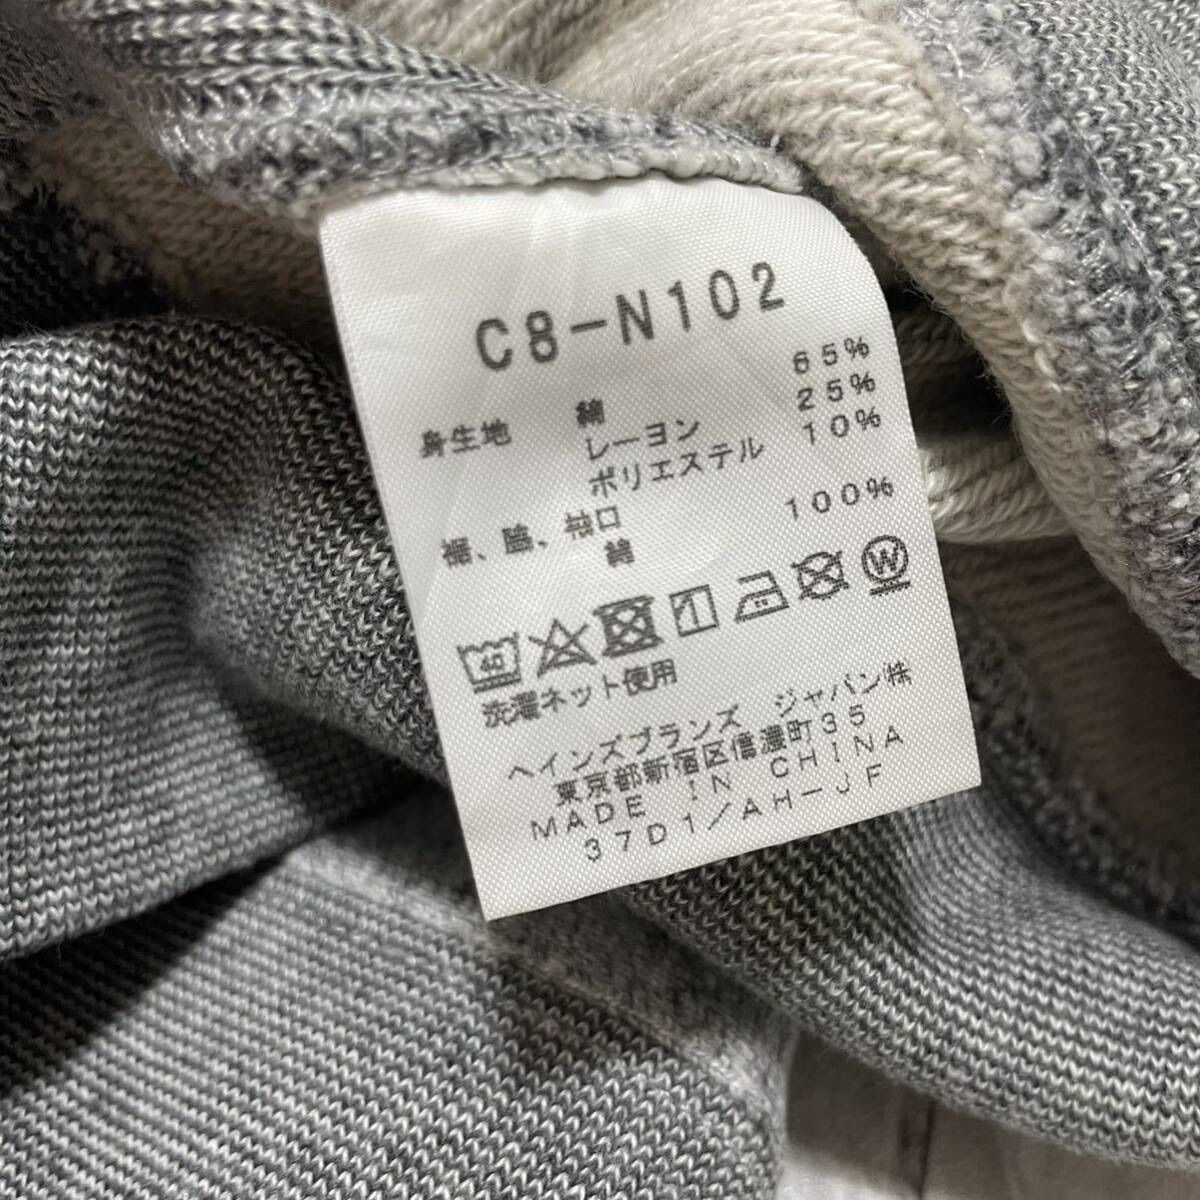 C8-N102
身生地 綿 65%
レーヨン 25%
ポリエステル 10%
裾、脇、袖口
綿 100%
40
W
洗濯ネット使用
ヘインズブランズ ジャパン㈱
東京都新宿区信濃町35
MADE IN CHINA
37D1/AH-JF